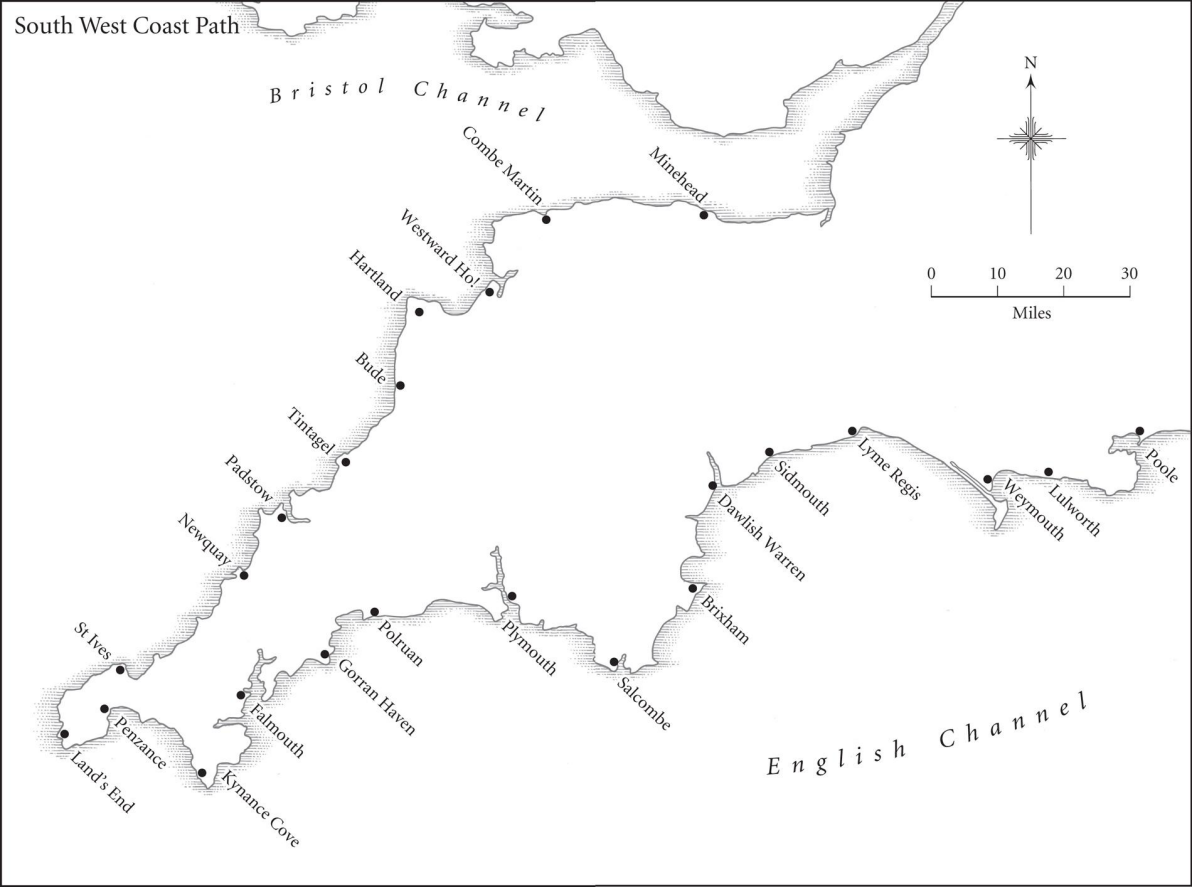 South West Coast Path
Bristol Channel
N
Combe Martin
Minehead
Westward Ho!
Hartland
0 10 20 30
Miles
Bude
Tintagel
Padstow
Newquay
St Ives
Land's End
Penzance
Kynance Cove
Falmouth
Gorran Haven
Polruan
Plymouth
Salcombe
Brixham
Dawlish Warren
Sidmouth
Lyme Regis
Weymouth
Lulworth
Poole
English Channel